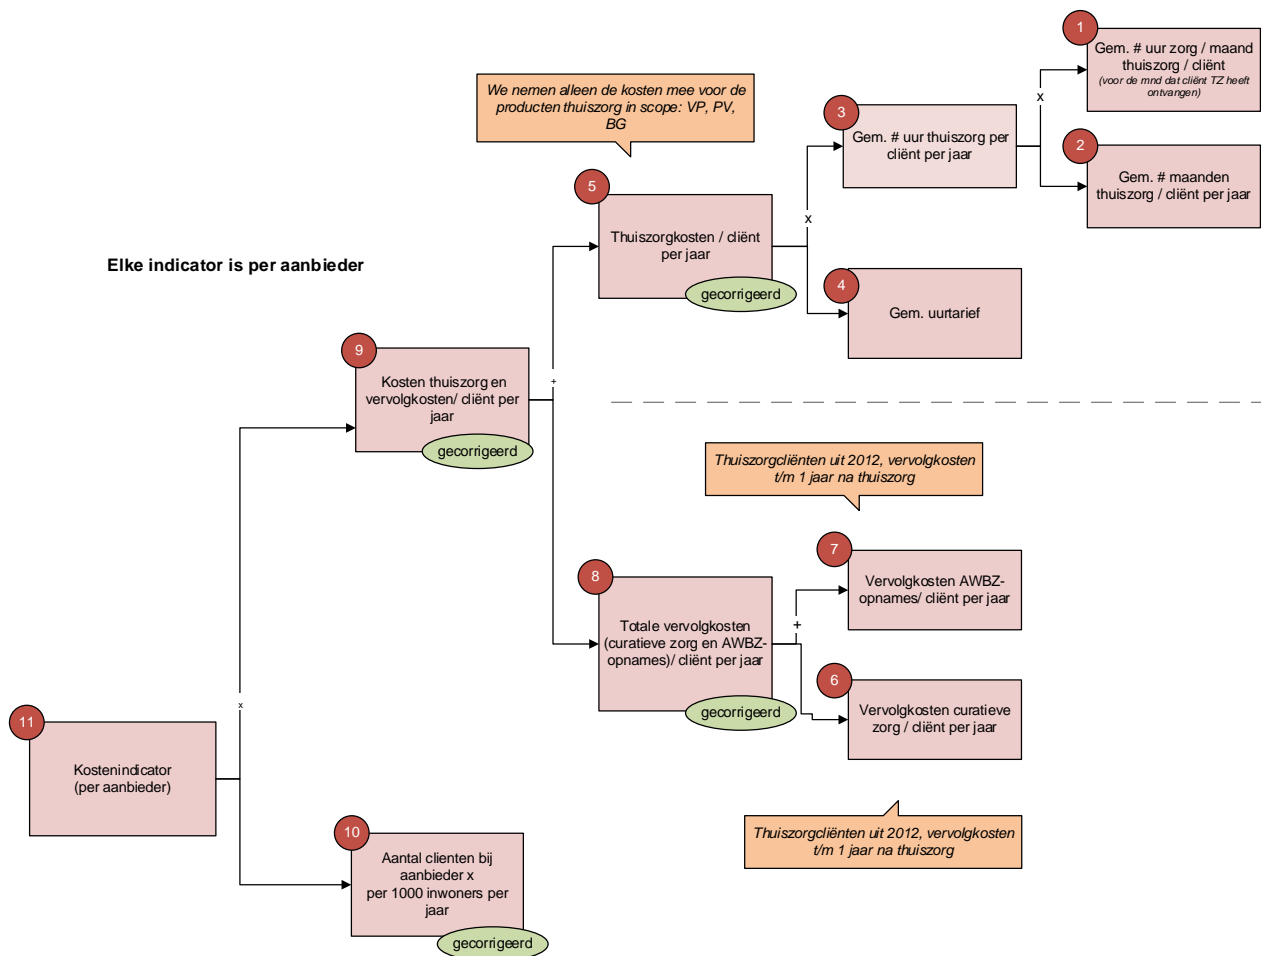 1
Gem. # uur zorg / maand
thuiszorg / cliënt
(voor de mnd dat cliënt TZ heeft
ontvangen)
We nemen alleen de kosten mee voor de
producten thuiszorg in scope: VP, PV,
BG
x
3
Gem. # uur thuiszorg per
cliënt per jaar
2
Gem. # maanden
thuiszorg / cliënt per jaar
5
Thuiszorgkosten / cliënt
per jaar
gecorrigeerd
x
Elke indicator is per aanbieder
4
Gem. uurtarief
9
Kosten thuiszorg en
vervolgkosten/ cliënt per
jaar
gecorrigeerd
+
Thuiszorgcliënten uit 2012, vervolgkosten
t/m 1 jaar na thuiszorg
7
Vervolgkosten AWBZ-
opnames/ cliënt per jaar
8
Totale vervolgkosten
(curatieve zorg en AWBZ-
opnames)/ cliënt per jaar
gecorrigeerd
+
6
Vervolgkosten curatieve
zorg / cliënt per jaar
x
11
Kostenindicator
(per aanbieder)
Thuiszorgcliënten uit 2012, vervolgkosten
t/m 1 jaar na thuiszorg
10
Aantal clienten bij
aanbieder x
per 1000 inwoners per
jaar
gecorrigeerd